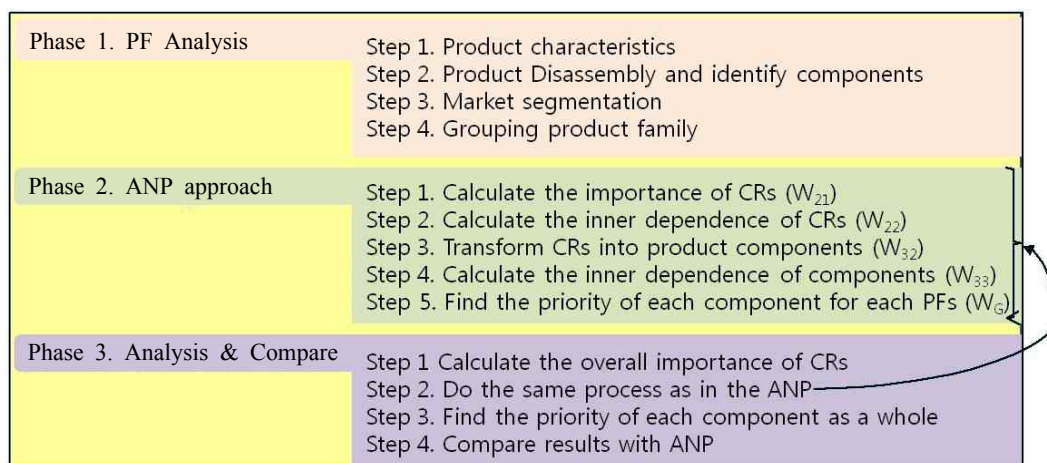 Phase 1. PF Analysis
Step 1. Product characteristics
Step 2. Product Disassembly and identify components
Step 3. Market segmentation
Step 4. Grouping product family
Phase 2. ANP approach
Step 1. Calculate the importance of CRs (W₂₁)
Step 2. Calculate the inner dependence of CRs (W₂₂)
Step 3. Transform CRs into product components (W₃₂)
Step 4. Calculate the inner dependence of components (W₃₃)
Step 5. Find the priority of each component for each PFs (W_G)
Phase 3. Analysis & Compare
Step 1 Calculate the overall importance of CRs
Step 2. Do the same process as in the ANP
Step 3. Find the priority of each component as a whole
Step 4. Compare results with ANP